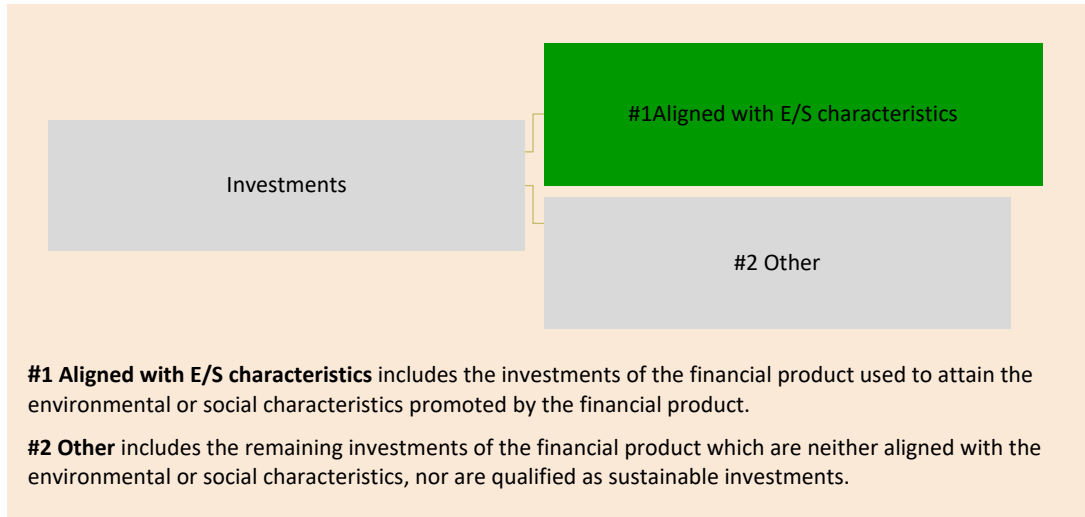 #1Aligned with E/S characteristics
Investments
#2 Other
#1 Aligned with E/S characteristics includes the investments of the financial product used to attain the
environmental or social characteristics promoted by the financial product.
#2 Other includes the remaining investments of the financial product which are neither aligned with the
environmental or social characteristics, nor are qualified as sustainable investments.